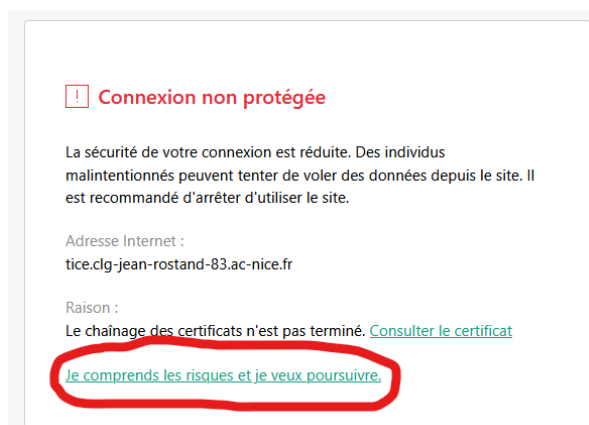 ! Connexion non protégée
La sécurité de votre connexion est réduite. Des individus
malintentionnés peuvent tenter de voler des données depuis le site. Il
est recommandé d'arrêter d'utiliser le site.
Adresse Internet :
tice.clg-jean-rostand-83.ac-nice.fr
Raison :
Le chaînage des certificats n'est pas terminé. Consulter le certificat
Je comprends les risques et je veux poursuivre.